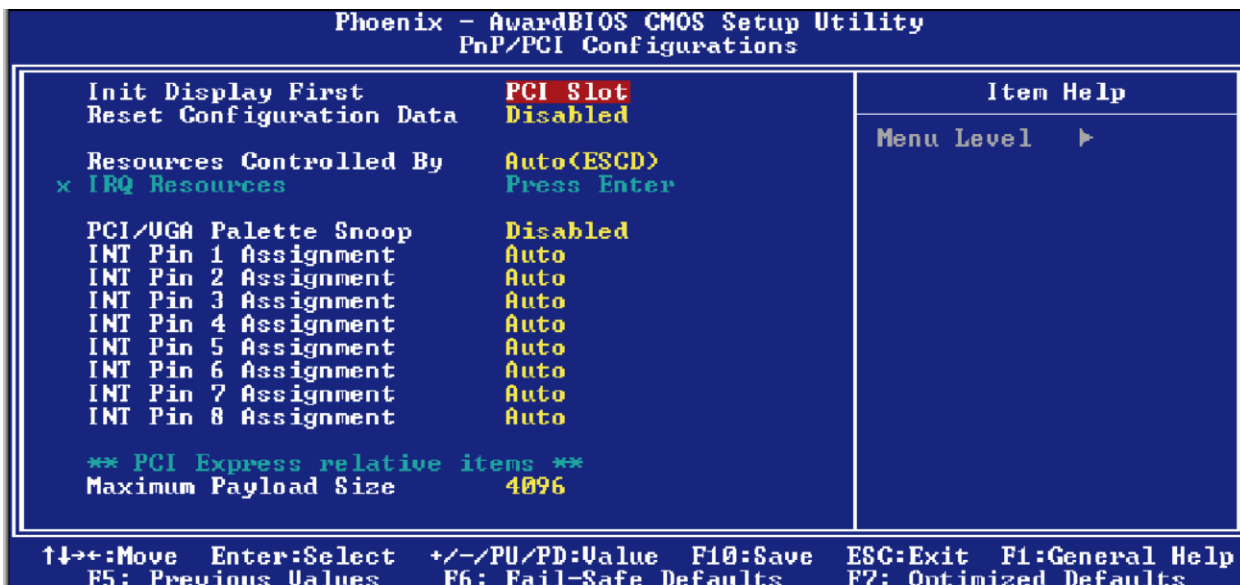 Phoenix - AwardBIOS CMOS Setup Utility
PnP/PCI Configurations
Init Display First PCI Slot
Reset Configuration Data Disabled
Resources Controlled By Auto(ESCD)
x IRQ Resources Press Enter
PCI/VGA Palette Snoop Disabled
INT Pin 1 Assignment Auto
INT Pin 2 Assignment Auto
INT Pin 3 Assignment Auto
INT Pin 4 Assignment Auto
INT Pin 5 Assignment Auto
INT Pin 6 Assignment Auto
INT Pin 7 Assignment Auto
INT Pin 8 Assignment Auto
** PCI Express relative items **
Maximum Payload Size 4096
Item Help
Menu Level ►
↑↓→←:Move Enter:Select +/-/PU/PD:Value F10:Save ESC:Exit F1:General Help
F5: Previous Values F6: Fail-Safe Defaults F7: Optimized Defaults